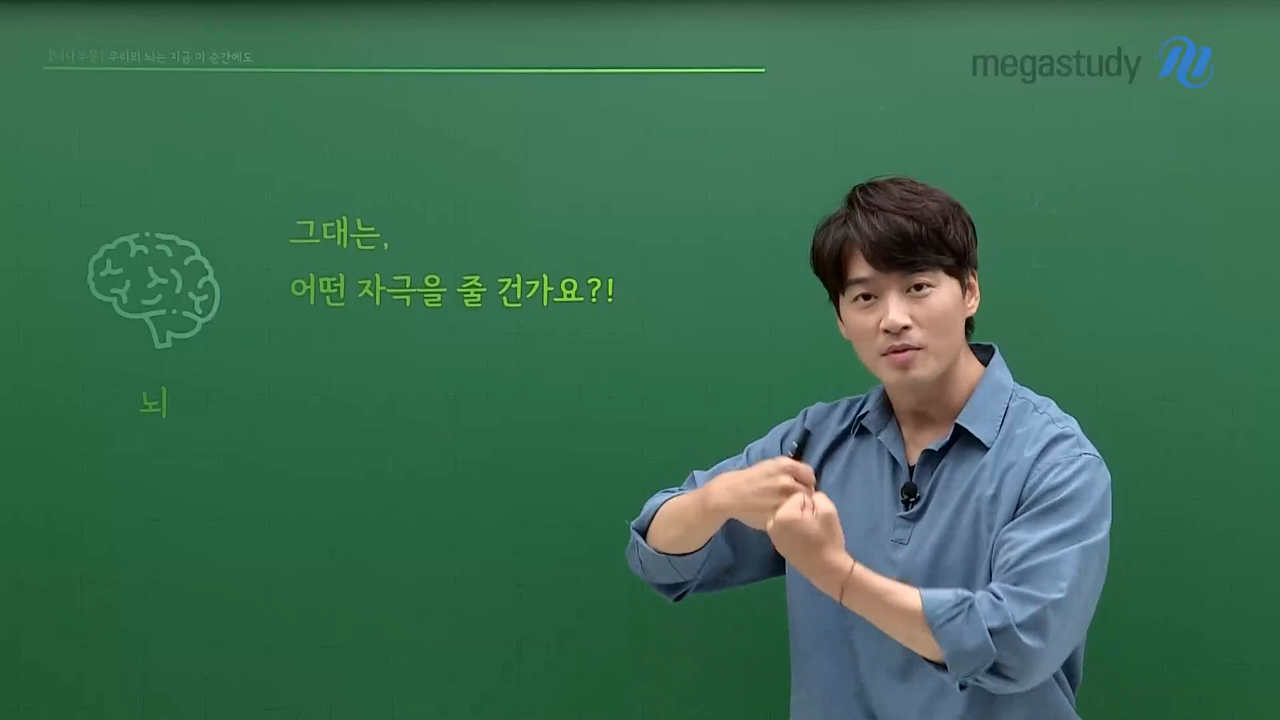 우리의 뇌는 지금 이 순간에도
megastudy
그대는,
어떤 자극을 줄 건가요?!
뇌